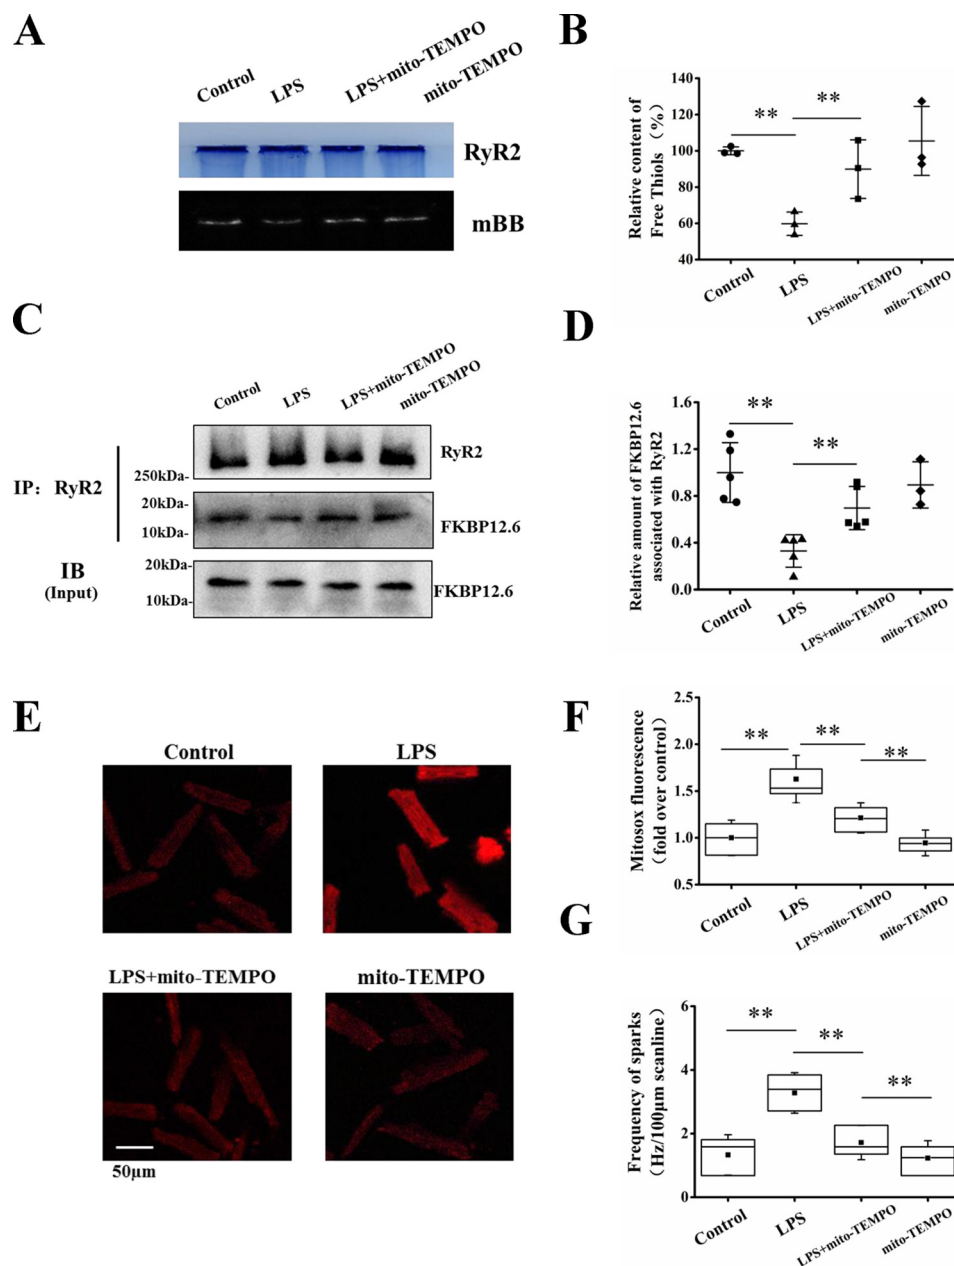 A
Control
LPS
LPS+mito-TEMPO
mito-TEMPO
RyR2
mBB
B
Relative content of
Free Thiols (%)
140
120
100
80
60
40
**
**
Control
LPS
LPS+mito-TEMPO
mito-TEMPO
C
Control
LPS
LPS+mito-TEMPO
mito-TEMPO
IP: RyR2
250kDa-
20kDa-
10kDa-
RyR2
FKBP12.6
IB
(Input)
20kDa-
10kDa-
FKBP12.6
D
Relative amount of FKBP12.6
associated with RyR2
1.6
1.2
0.8
0.4
0.0
**
**
Control
LPS
LPS+mito-TEMPO
mito-TEMPO
E
Control
LPS
LPS+mito-TEMPO
mito-TEMPO
50μm
F
Mitosox fluorescence
(fold over control)
2.5
2.0
1.5
1.0
0.5
**
**
**
Control
LPS
LPS+mito-TEMPO
mito-TEMPO
G
Frequency of sparks
(Hz/100μm scanline)
6
4
2
0
**
**
**
Control
LPS
LPS+mito-TEMPO
mito-TEMPO